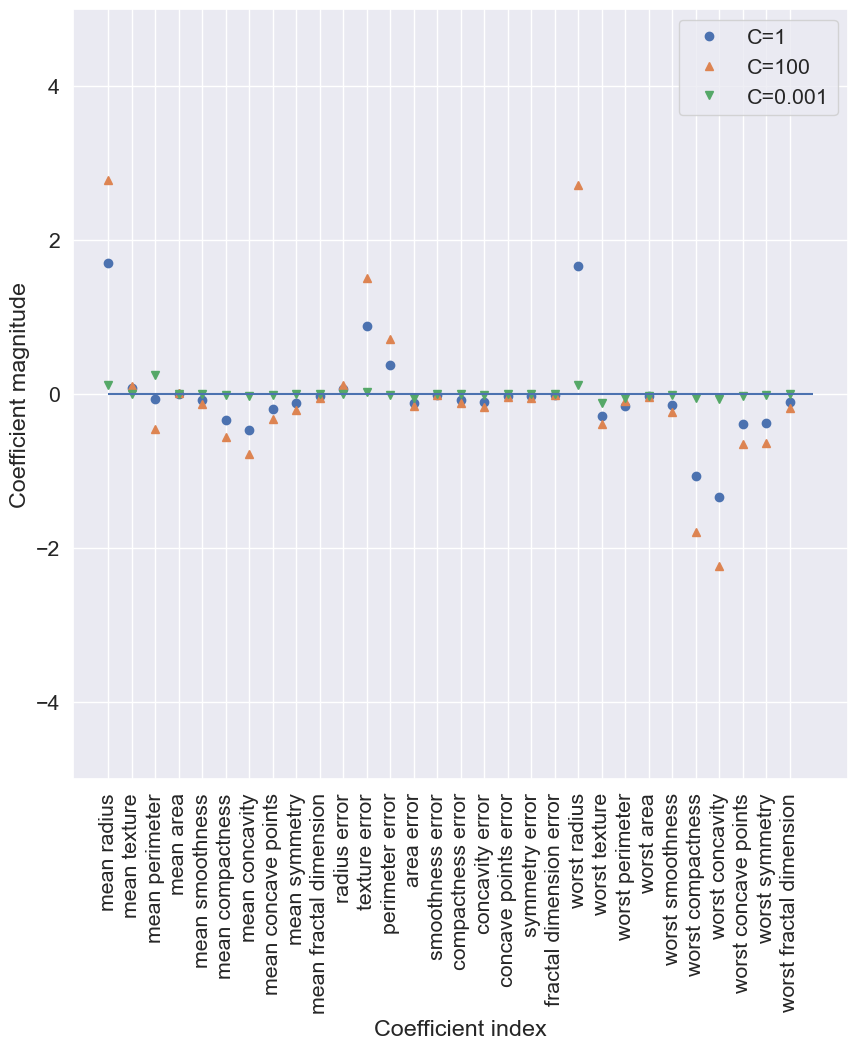 C=1
C=100
C=0.001
4
2
0
−2
−4
Coefficient magnitude
mean radius
mean texture
mean perimeter
mean area
mean smoothness
mean compactness
mean concavity
mean concave points
mean symmetry
mean fractal dimension
radius error
texture error
perimeter error
area error
smoothness error
compactness error
concavity error
concave points error
symmetry error
fractal dimension error
worst radius
worst texture
worst perimeter
worst area
worst smoothness
worst compactness
worst concavity
worst concave points
worst symmetry
worst fractal dimension
Coefficient index